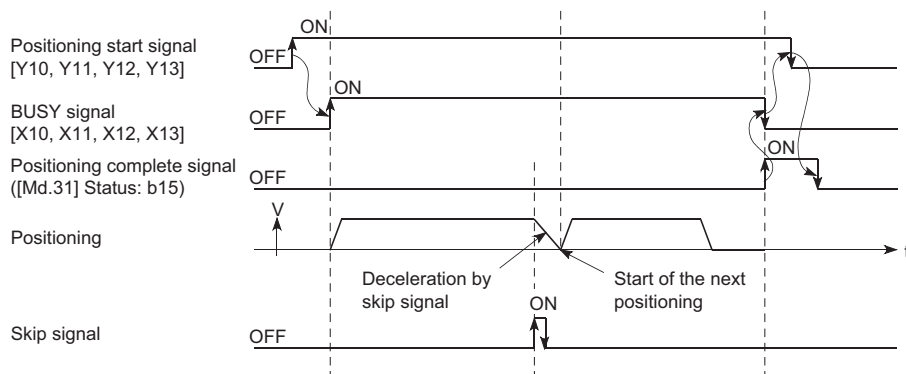 ON
Positioning start signal
[Y10, Y11, Y12, Y13]
OFF
ON
BUSY signal
[X10, X11, X12, X13]
OFF
Positioning complete signal
([Md.31] Status: b15)
ON
OFF
V
Positioning
t
Deceleration by
skip signal
Start of the next
positioning
ON
Skip signal
OFF